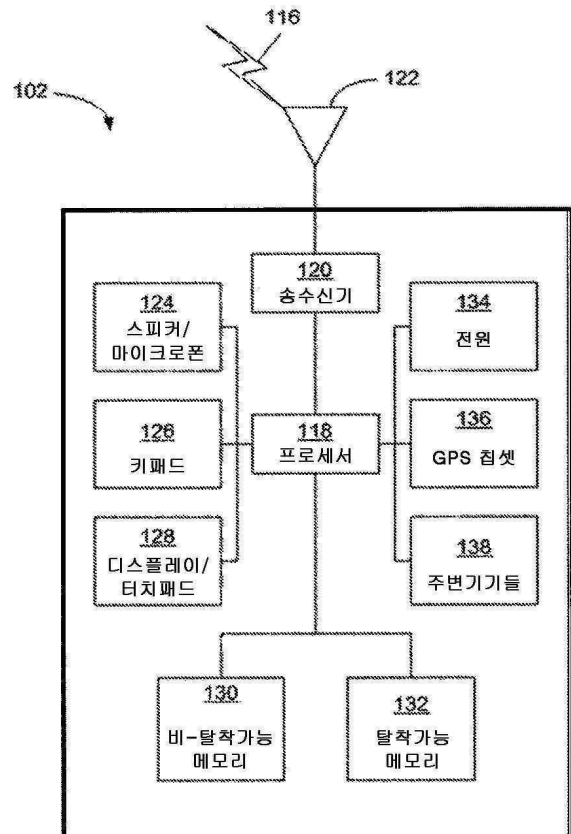 116
122
102
120
송수신기
124
스피커/
마이크로폰
134
전원
126
키패드
118
프로세서
136
GPS 칩셋
128
디스플레이/
터치패드
138
주변기기들
130
비-탈착가능
메모리
132
탈착가능
메모리